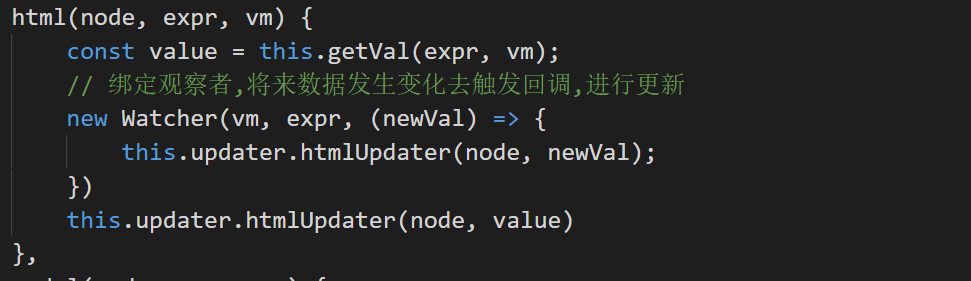 html(node, expr, vm) {
const value = this.getVal(expr, vm);
// 绑定观察者,将来数据发生变化去触发回调,进行更新
new Watcher(vm, expr, (newVal) => {
this.updater.htmlUpdater(node, newVal);
})
this.updater.htmlUpdater(node, value)
},